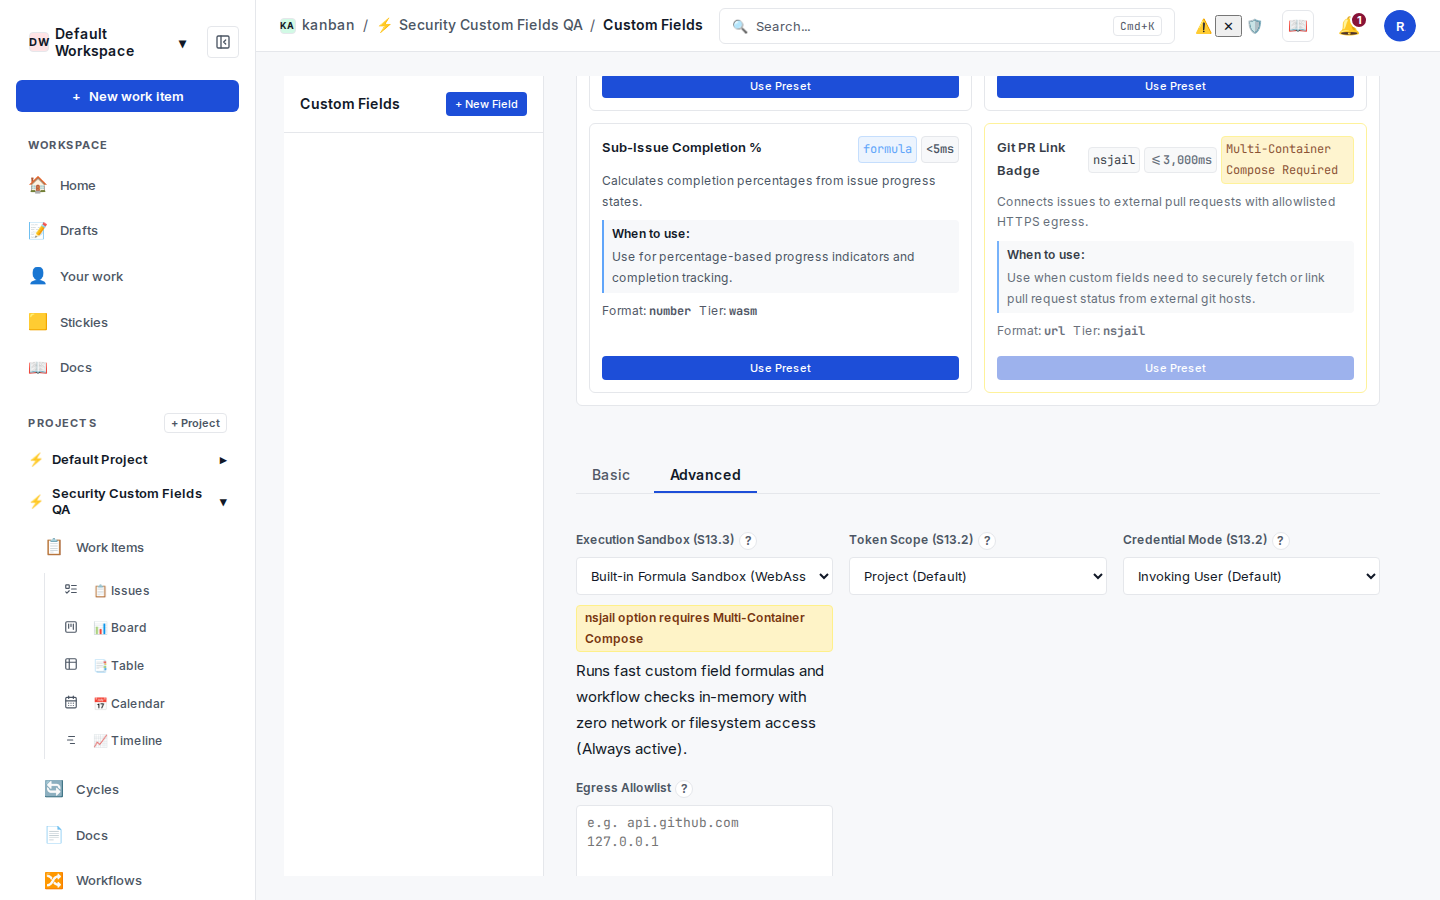 DW Default Workspace ▼
+ New work item
WORKSPACE
Home
Drafts
Your work
Stickies
Docs
PROJECTS + Project
Default Project ▶
Security Custom Fields QA ▼
Work Items
Issues
Board
Table
Calendar
Timeline
Cycles
Docs
Workflows
KA kanban / ⚡ Security Custom Fields QA / Custom Fields
Search... Cmd+K
✕
1
R
Custom Fields + New Field
Use Preset
Use Preset
Sub-Issue Completion % formula <5ms
Calculates completion percentages from issue progress
states.
When to use:
Use for percentage-based progress indicators and
completion tracking.
Format: number Tier: wasm
Use Preset
Git PR Link
Badge
nsjail ≤3,000ms
Multi-Container
Compose Required
Connects issues to external pull requests with allowlisted
HTTPS egress.
When to use:
Use when custom fields need to securely fetch or link
pull request status from external git hosts.
Format: url Tier: nsjail
Use Preset
Basic Advanced
Execution Sandbox (S13.3) ?
Built-in Formula Sandbox (WebAss
nsjail option requires Multi-Container
Compose
Runs fast custom field formulas and
workflow checks in-memory with
zero network or filesystem access
(Always active).
Token Scope (S13.2) ?
Project (Default)
Credential Mode (S13.2) ?
Invoking User (Default)
Egress Allowlist ?
e.g. api.github.com
127.0.0.1